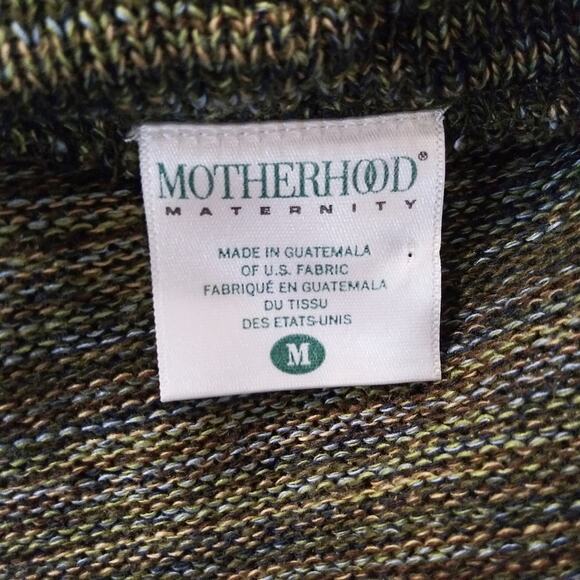 MOTHERHOOD®
MATERNITY
MADE IN GUATEMALA
OF U.S. FABRIC
FABRIQUÉ EN GUATEMALA
DU TISSU
DES ETATS-UNIS
M